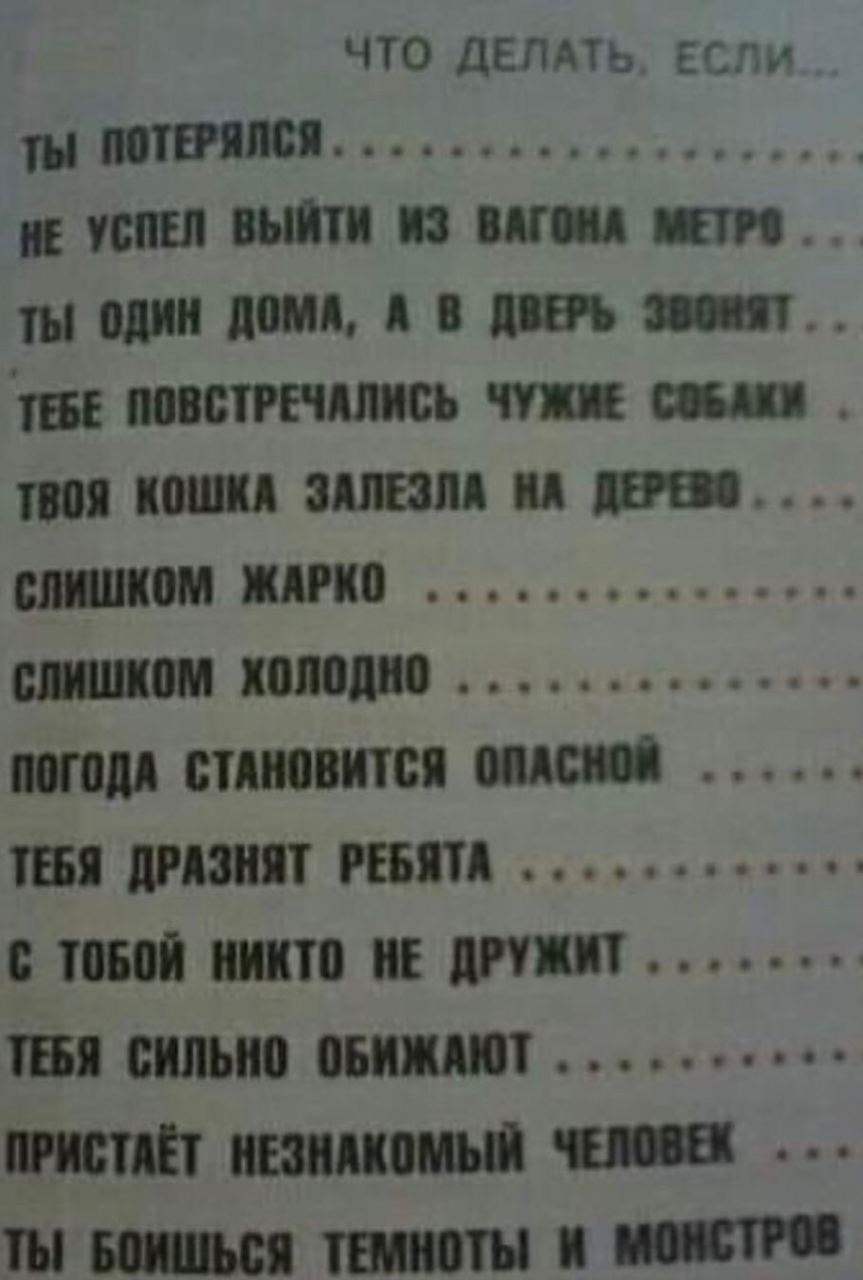 ЧТО ДЕЛАТЬ, ЕСЛИ...
ТЫ ПОТЕРЯЛСЯ....................
НЕ УСПЕЛ ВЫЙТИ ИЗ ВАГОНА МЕТРО...
ТЫ ОДИН ДОМА, А В ДВЕРЬ ЗВОНЯТ...
ТЕБЕ ПОВСТРЕЧАЛИСЬ ЧУЖИЕ СОБАКИ .
ТВОЯ КОШКА ЗАЛЕЗЛА НА ДЕРЕВО....
СЛИШКОМ ЖАРКО ...............
СЛИШКОМ ХОЛОДНО ..............
ПОГОДА СТАНОВИТСЯ ОПАСНОЙ ......
ТЕБЯ ДРАЗНЯТ РЕБЯТА ............
С ТОБОЙ НИКТО НЕ ДРУЖИТ ........
ТЕБЯ СИЛЬНО ОБИЖАЮТ ..........
ПРИСТАЁТ НЕЗНАКОМЫЙ ЧЕЛОВЕК ...
ТЫ БОИШЬСЯ ТЕМНОТЫ И МОНСТРОВ